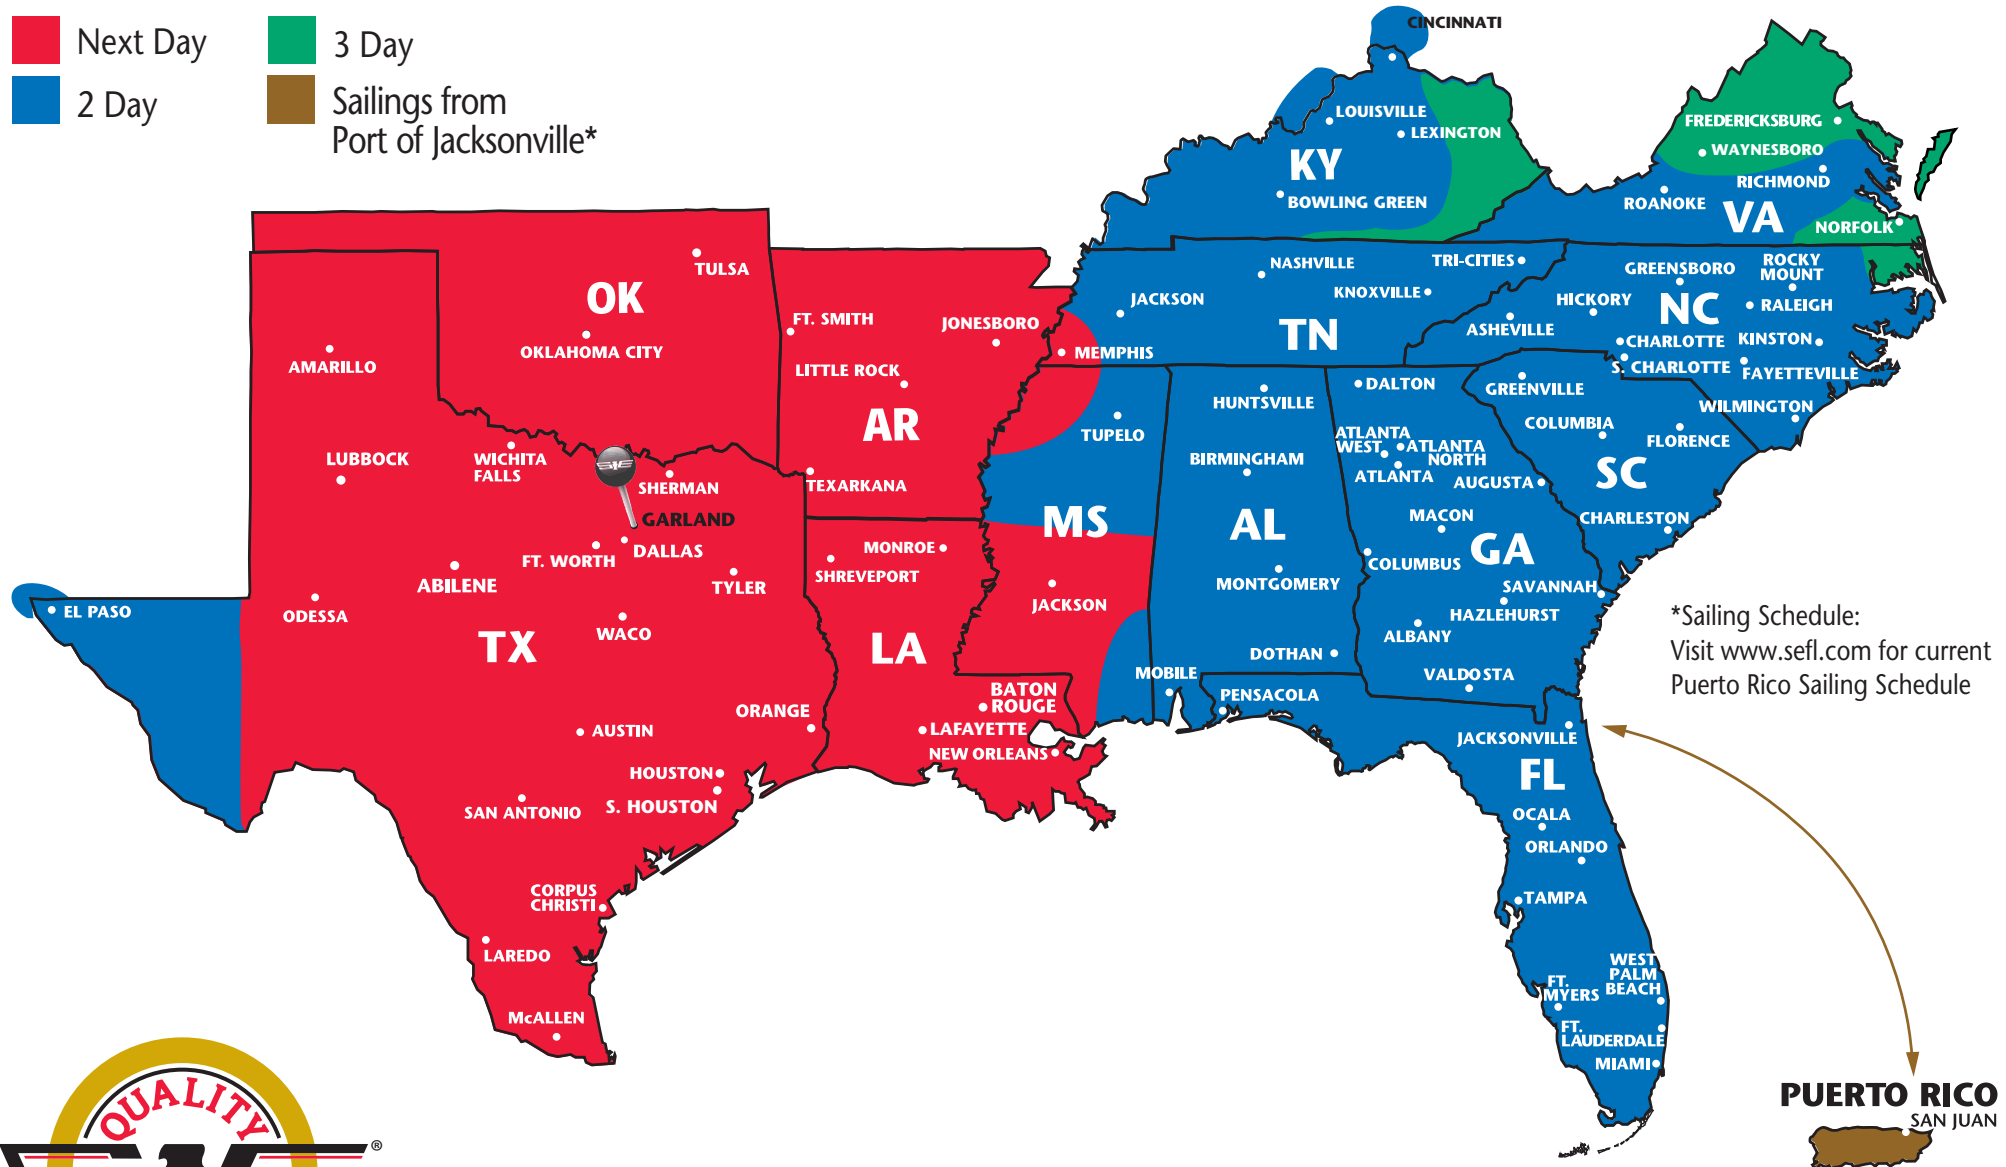 Next Day
3 Day
2 Day
Sailings from
Port of Jacksonville*
CINCINNATI
LOUISVILLE
LEXINGTON
KY
BOWLING GREEN
FREDERICKSBURG
WAYNESBORO
RICHMOND
ROANOKE
VA
NORFOLK
TULSA
OK
OKLAHOMA CITY
AMARILLO
LUBBOCK
WICHITA
FALLS
SHERMAN
GARLAND
DALLAS
FT. WORTH
TYLER
ABILENE
EL PASO
ODESSA
WACO
TX
AUSTIN
ORANGE
HOUSTON
S. HOUSTON
SAN ANTONIO
CORPUS
CHRISTI
LAREDO
McALLEN
FT. SMITH
JONESBORO
LITTLE ROCK
AR
TEXARKANA
MONROE
SHREVEPORT
LA
BATON
ROUGE
LAFAYETTE
NEW ORLEANS
NASHVILLE
TRI-CITIES
KNOXVILLE
JACKSON
TN
MEMPHIS
TUPELO
MS
JACKSON
HUNTSVILLE
BIRMINGHAM
AL
MONTGOMERY
DOTHAN
MOBILE
GREENSBORO
ROCKY
MOUNT
HICKORY
NC
RALEIGH
ASHEVILLE
CHARLOTTE
KINSTON
S. CHARLOTTE
FAYETTEVILLE
WILMINGTON
GREENVILLE
COLUMBIA
FLORENCE
SC
CHARLESTON
DALTON
ATLANTA
WEST
ATLANTA
NORTH
ATLANTA
AUGUSTA
MACON
GA
COLUMBUS
SAVANNAH
HAZLEHURST
ALBANY
VALDOSTA
PENSACOLA
JACKSONVILLE
FL
OCALA
ORLANDO
TAMPA
WEST
PALM
BEACH
FT.
MYERS
FT.
LAUDERDALE
MIAMI
*Sailing Schedule:
Visit www.sefl.com for current
Puerto Rico Sailing Schedule
PUERTO RICO
SAN JUAN
QUALITY
®